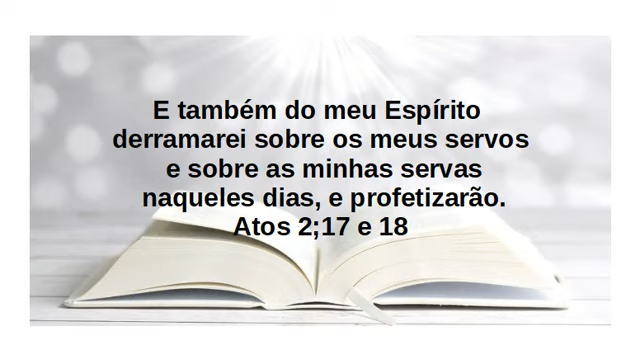 E também do meu Espírito
derramarei sobre os meus servos
e sobre as minhas servas
naqueles dias, e profetizarão.
Atos 2;17 e 18